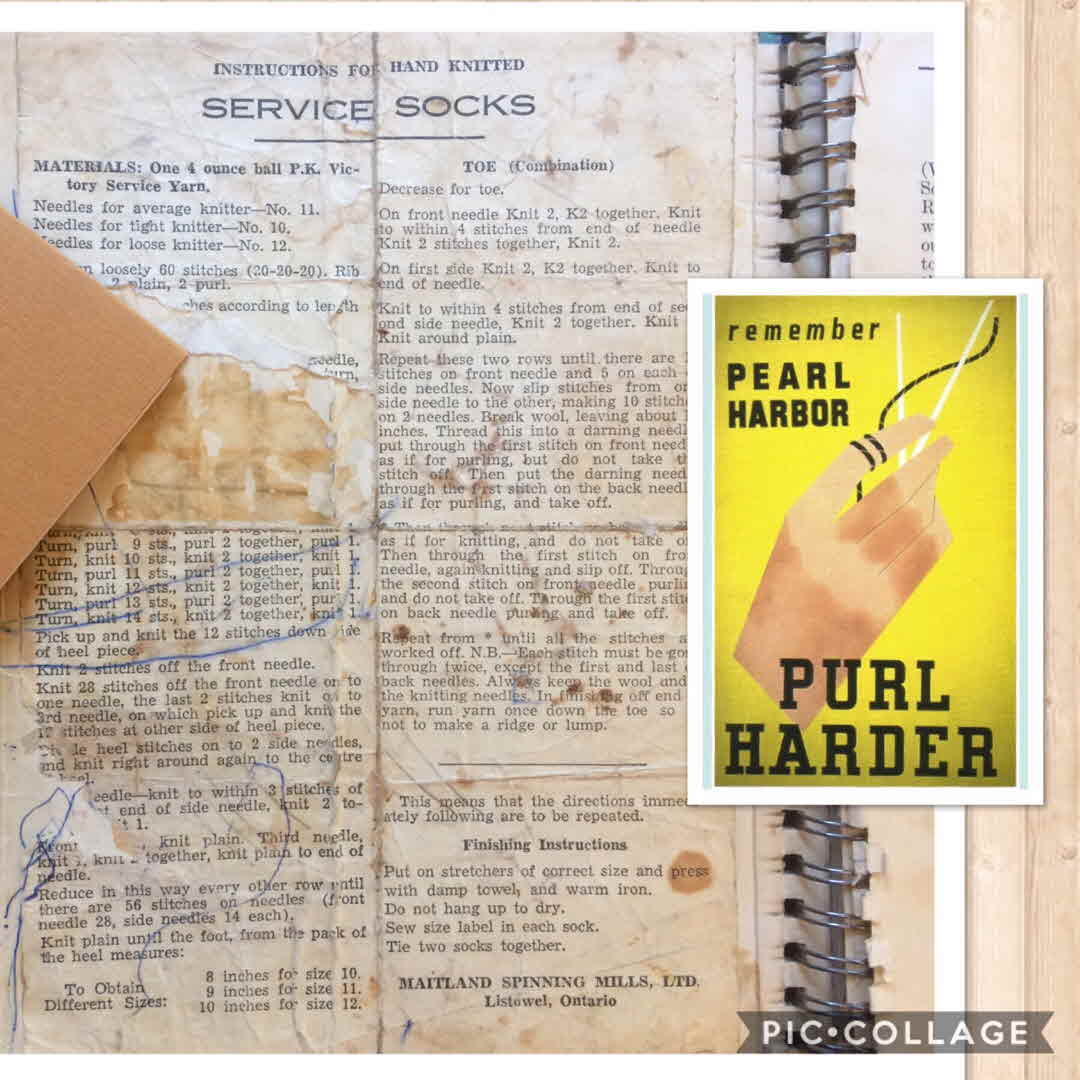 INSTRUCTIONS FOR HAND KNITTED
SERVICE SOCKS
MATERIALS: One 4 ounce ball P.K. Vic-
tory Service Yarn.
Needles for average knitter—No. 11.
Needles for tight knitter—No. 10.
Needles for loose knitter—No. 12.
loosely 60 stitches (20-20-20). Rib
2 plain, 2 purl.
according to length
needle,
turn,
Turn, purl 9 sts., purl 2 together, purl 1.
Turn, knit 10 sts., knit 2 together, knit 1.
Turn, purl 11 sts., purl 2 together, purl 1.
Turn, knit 12 sts., knit 2 together, knit 1.
Turn, purl 13 sts., purl 2 together, purl 1.
Turn, knit 14 sts., knit 2 together, knit 1.
Pick up and knit the 12 stitches down side
of heel piece.
Knit 2 stitches off the front needle.
Knit 28 stitches off the front needle on to
one needle, the last 2 stitches knit on to
3rd needle, on which pick up and knit the
12 stitches at other side of heel piece.
heel stitches on to 2 side needles,
and knit right around again to the centre
heel.
needle—knit to within 3 stitches of
end of side needle, knit 2 to-
1.
Front knit plain. Third needle,
knit 1, knit 2 together, knit plain to end of
needle.
Reduce in this way every other row until
there are 56 stitches on needles (front
needle 28, side needles 14 each).
Knit plain until the foot, from the pack of
the heel measures:
To Obtain
Different Sizes:
8 inches for size 10.
9 inches for size 11.
10 inches for size 12.
TOE (Combination)
Decrease for toe.
On front needle Knit 2, K2 together. Knit
to within 4 stitches from end of needle
Knit 2 stitches together, Knit 2.
On first side Knit 2, K2 together. Knit to
end of needle.
Knit to within 4 stitches from end of sec
ond side needle, Knit 2 together. Knit
Knit around plain.
Repeat these two rows until there are
stitches on front needle and 5 on each
side needles. Now slip stitches from
side needle to the other, making 10 stitch
on 2 needles. Break wool, leaving about
inches. Thread this into a darning needl
put through the first stitch on front need
as if for purling, but do not take
stitch off. Then put the darning need
through the first stitch on the back needl
as if for purling, and take off.
as if for knitting, and do not take
Then through the first stitch on
needle, again knitting and slip off. Throug
the second stitch on front needle purlin
and do not take off. Through the first stit
on back needle purling and take off.
Repeat from * until all the stitches
worked off. N.B.—Each stitch must be
through twice, except the first and last
back needles. Always keep the wool and
the knitting needles. In finishing off end
yarn, run yarn once down the toe so
not to make a ridge or lump.
This means that the directions immed
ately following are to be repeated.
Finishing Instructions
Put on stretchers of correct size and press
with damp towel, and warm iron.
Do not hang up to dry.
Sew size label in each sock.
Tie two socks together.
MAITLAND SPINNING MILLS, LTD.
Listowel, Ontario
remember
PEARL
HARBOR
PURL
HARDER
PIC•COLLAGE